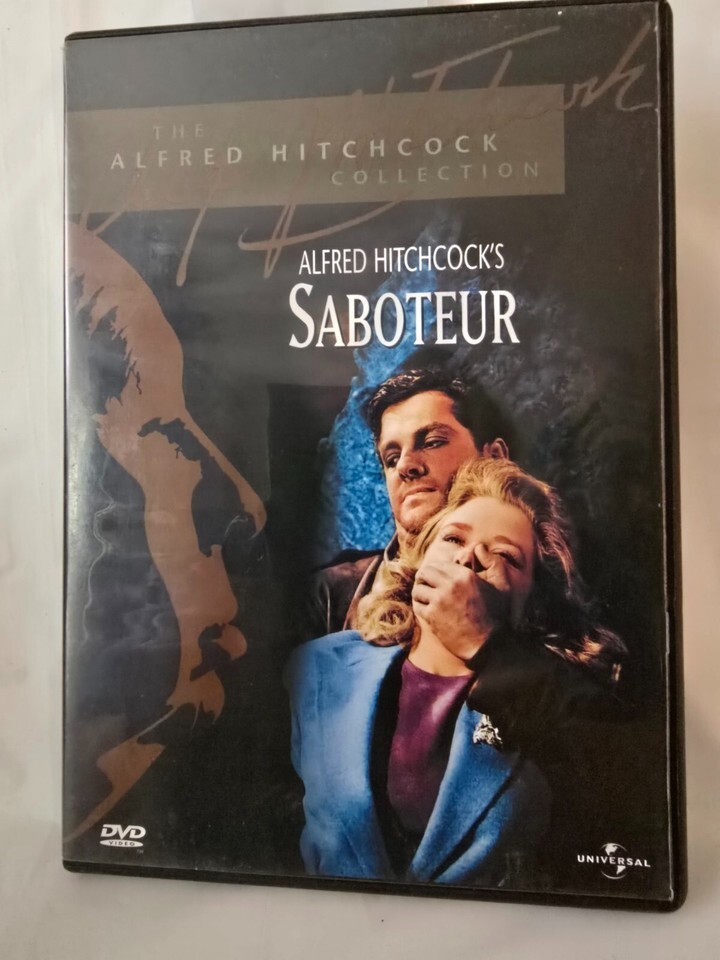 THE
ALFRED HITCHCOCK
COLLECTION
ALFRED HITCHCOCK'S
SABOTEUR
DVD
VIDEO
UNIVERSAL